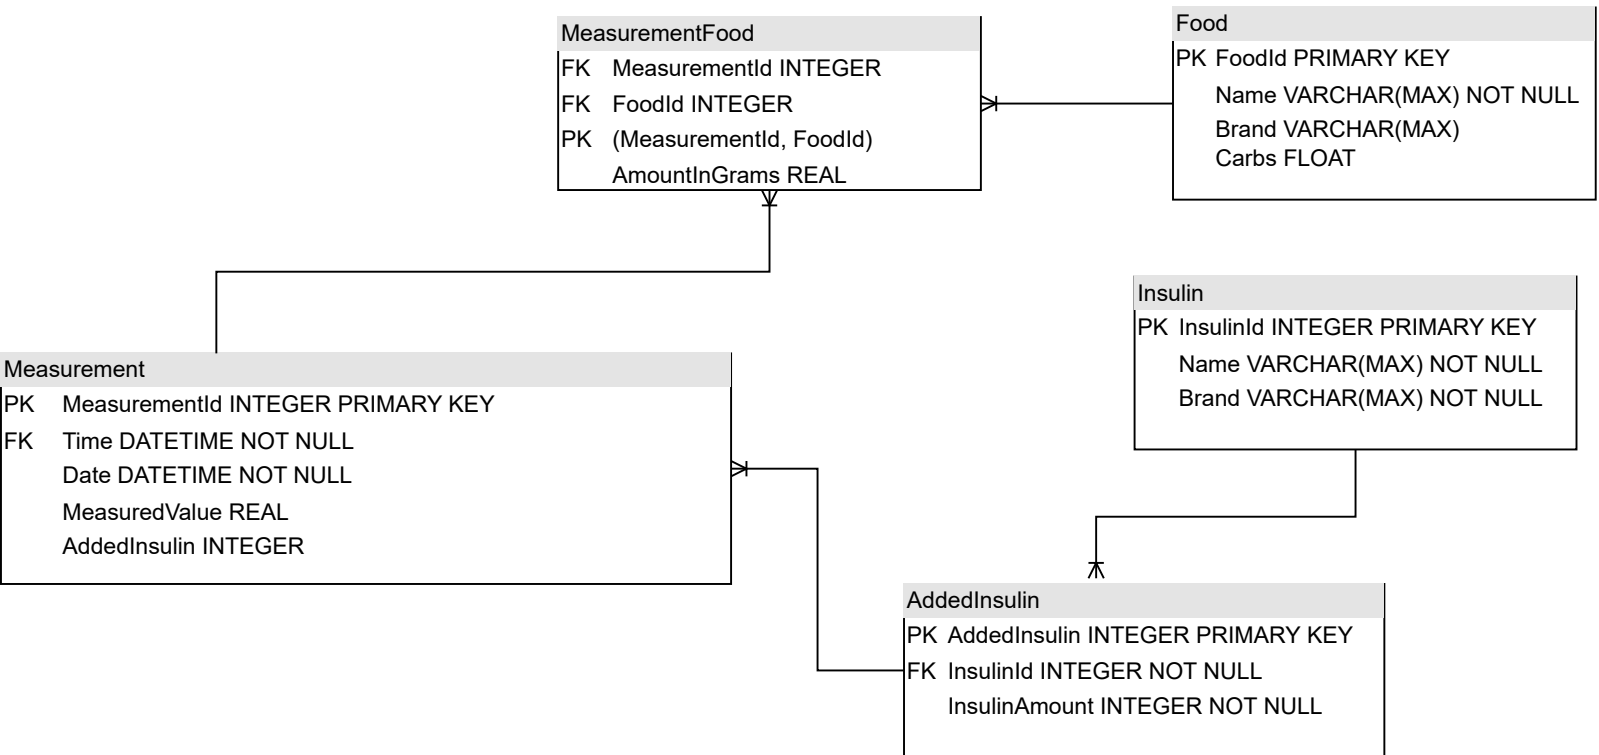 MeasurementFood
FK MeasurementId INTEGER
FK FoodId INTEGER
PK (MeasurementId, FoodId)
AmountInGrams REAL
Food
PK FoodId PRIMARY KEY
Name VARCHAR(MAX) NOT NULL
Brand VARCHAR(MAX)
Carbs FLOAT
Insulin
PK InsulinId INTEGER PRIMARY KEY
Name VARCHAR(MAX) NOT NULL
Brand VARCHAR(MAX) NOT NULL
Measurement
PK MeasurementId INTEGER PRIMARY KEY
FK Time DATETIME NOT NULL
Date DATETIME NOT NULL
MeasuredValue REAL
AddedInsulin INTEGER
AddedInsulin
PK AddedInsulin INTEGER PRIMARY KEY
FK InsulinId INTEGER NOT NULL
InsulinAmount INTEGER NOT NULL